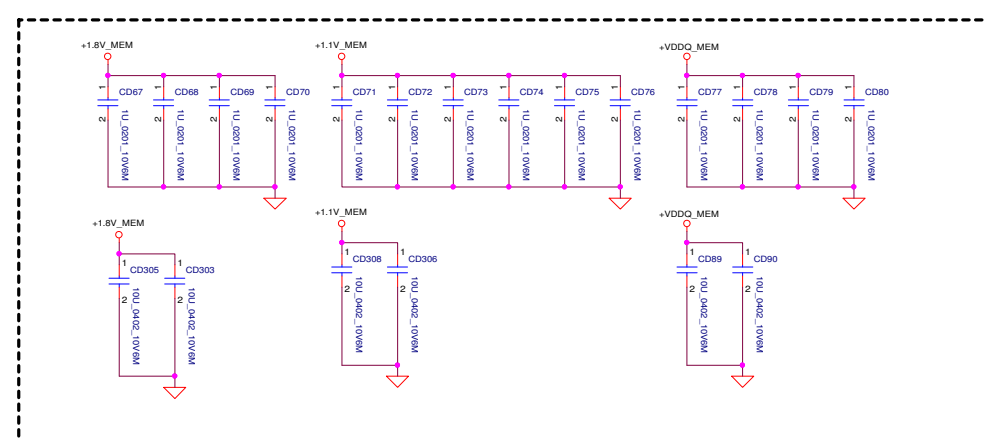 +1.8V_MEM
+1.1V_MEM
+VDDQ_MEM
1 CD67 1 CD68 1 CD69 1 CD70
1 CD71 1 CD72 1 CD73 1 CD74 1 CD75 1 CD76
1 CD77 1 CD78 1 CD79 1 CD80
2 1U_0201_10V6M 2 1U_0201_10V6M 2 1U_0201_10V6M 2 1U_0201_10V6M
2 1U_0201_10V6M 2 1U_0201_10V6M 2 1U_0201_10V6M 2 1U_0201_10V6M 2 1U_0201_10V6M 2 1U_0201_10V6M
2 1U_0201_10V6M 2 1U_0201_10V6M 2 1U_0201_10V6M 2 1U_0201_10V6M
+1.8V_MEM
+1.1V_MEM
+VDDQ_MEM
1 CD305 1 CD303
1 CD308 1 CD306
1 CD89 1 CD90
2 10U_0402_10V6M 2 10U_0402_10V6M
2 10U_0402_10V6M 2 10U_0402_10V6M
2 10U_0402_10V6M 2 10U_0402_10V6M